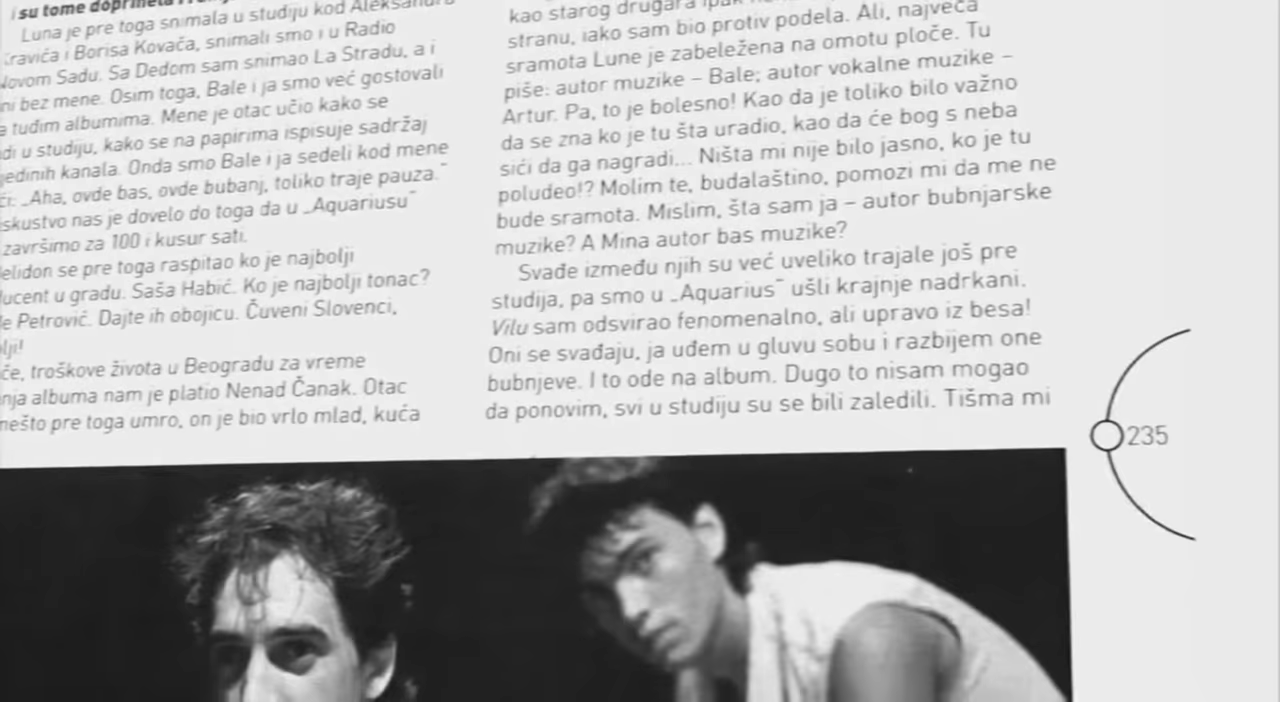 i su tome doprinela i
Luna je pre toga snimala u studiju kod Aleksandra
Kravića i Borisa Kovača, snimali smo i u Radio
Novom Sadu. Sa Dedom sam snimao La Stradu, a i
ni bez mene. Osim toga, Bale i ja smo već gostovali
a tuđim albumima. Mene je otac učio kako se
di u studiju, kako se na papirima ispisuje sadržaj
jedinih kanala. Onda smo Bale i ja sedeli kod mene
ći: „Aha, ovde bas, ovde bubanj, toliko traje pauza.“
skustvo nas je dovelo do toga da u „Aquariusu“
završimo za 100 i kusur sati.
elidon se pre toga raspitao ko je najbolji
ducent u gradu. Saša Habić. Ko je najbolji tonac?
e Petrović. Dajte ih obojicu. Čuveni Slovenci,
lji!
če, troškove života u Beogradu za vreme
nja albuma nam je platio Nenad Čanak. Otac
nešto pre toga umro, on je bio vrlo mlad, kuća
kao starog drugara ipak
stranu, iako sam bio protiv podela. Ali, najveća
sramota Lune je zabeležena na omotu ploče. Tu
piše: autor muzike – Bale; autor vokalne muzike –
Artur. Pa, to je bolesno! Kao da je toliko bilo važno
da se zna ko je tu šta uradio, kao da će bog s neba
sići da ga nagradi... Ništa mi nije bilo jasno, ko je tu
poludeo!? Molim te, budalaštino, pomozi mi da me ne
bude sramota. Mislim, šta sam ja – autor bubnjarske
muzike? A Mina autor bas muzike?
Svađe između njih su već uveliko trajale još pre
studija, pa smo u „Aquarius“ ušli krajnje nadrkani.
Vilu sam odsvirao fenomenalno, ali upravo iz besa!
Oni se svađaju, ja uđem u gluvu sobu i razbijem one
bubnjeve. I to ode na album. Dugo to nisam mogao
da ponovim, svi u studiju su se bili zaledili. Tišma mi
235